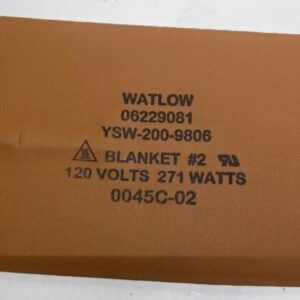 WATLOW
06229081
YSW-200-9806
BLANKET #2
120 VOLTS 271 WATTS
0045C-02